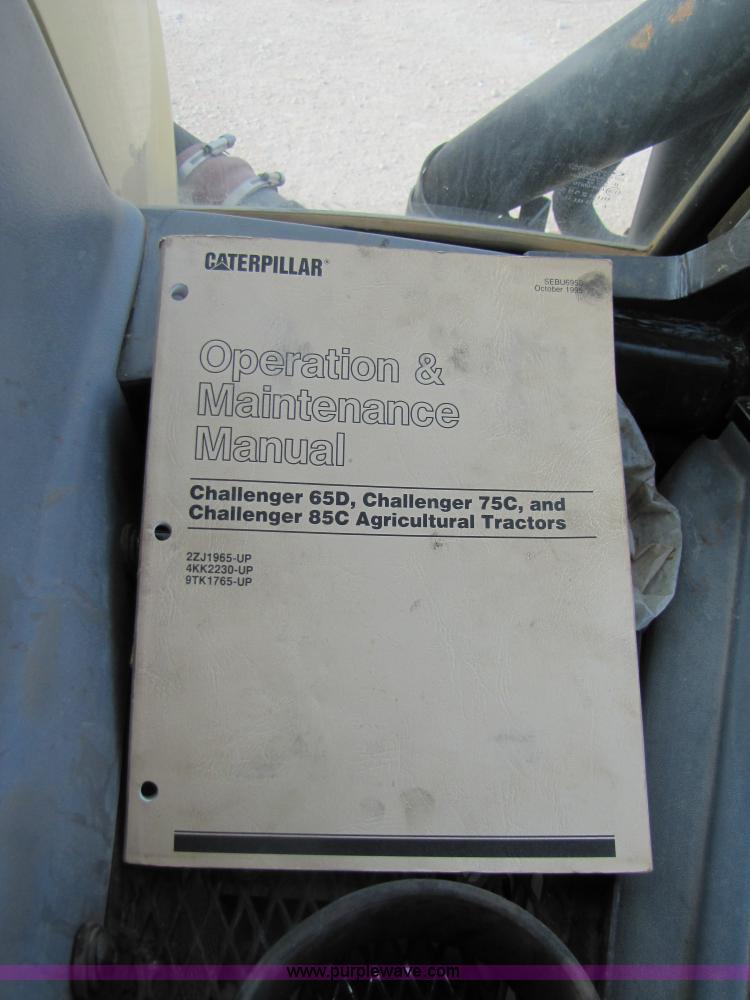 CATERPILLAR®
SEBU6950
October 1995
Operation &
Maintenance
Manual
Challenger 65D, Challenger 75C, and
Challenger 85C Agricultural Tractors
2ZJ1965-UP
4KK2230-UP
9TK1765-UP
www.purplewave.com